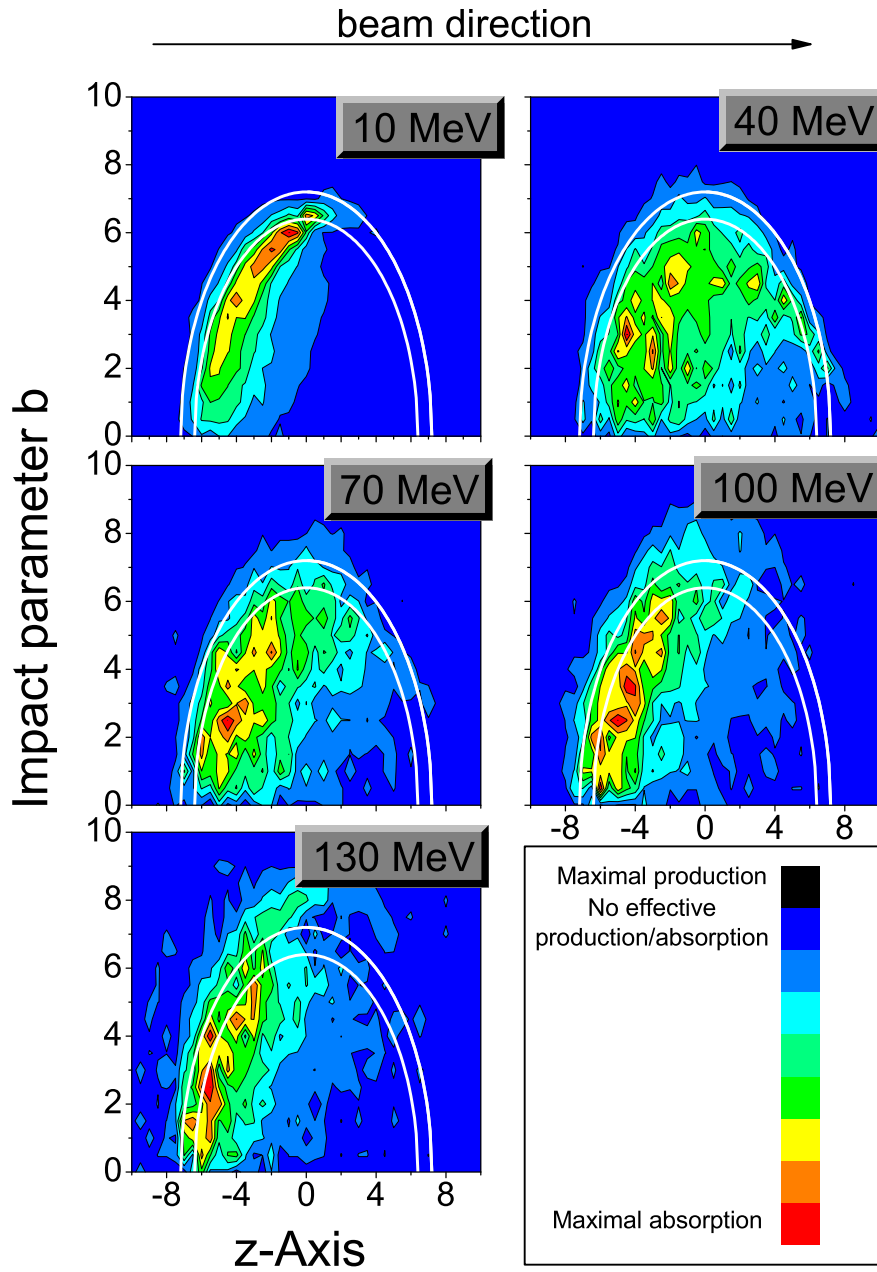 beam direction
10 MeV
40 MeV
10
8
6
4
2
0
70 MeV
100 MeV
10
8
6
4
2
0
-8
-4
0
4
8
130 MeV
10
8
6
4
2
0
-8
-4
0
4
8
Impact parameter b
z-Axis
Maximal production
No effective
production/absorption
Maximal absorption